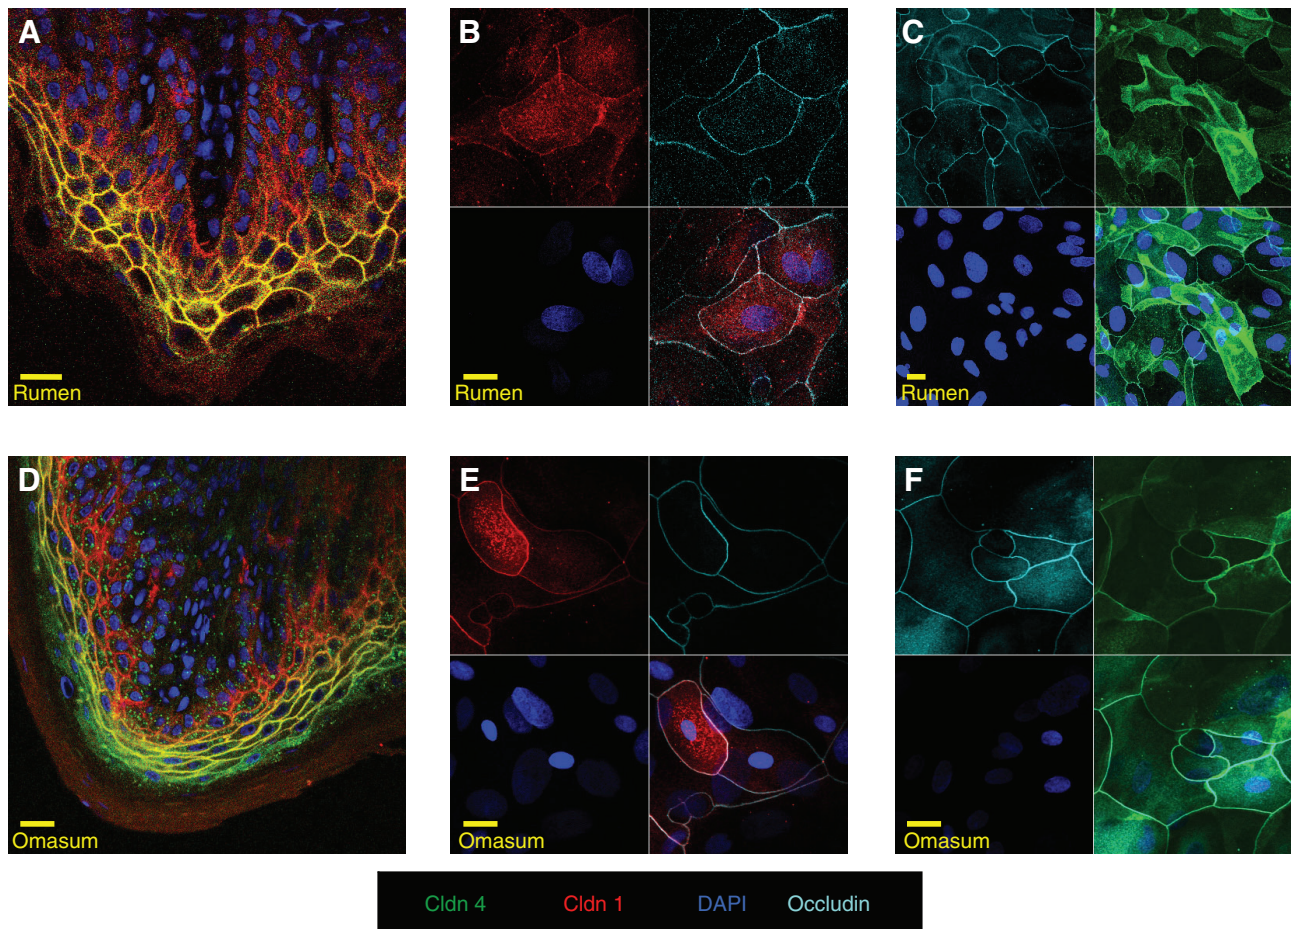 A
B
C
Rumen
Rumen
Rumen
D
E
F
Omasum
Omasum
Omasum
Cldn 4 Cldn 1 DAPI Occludin